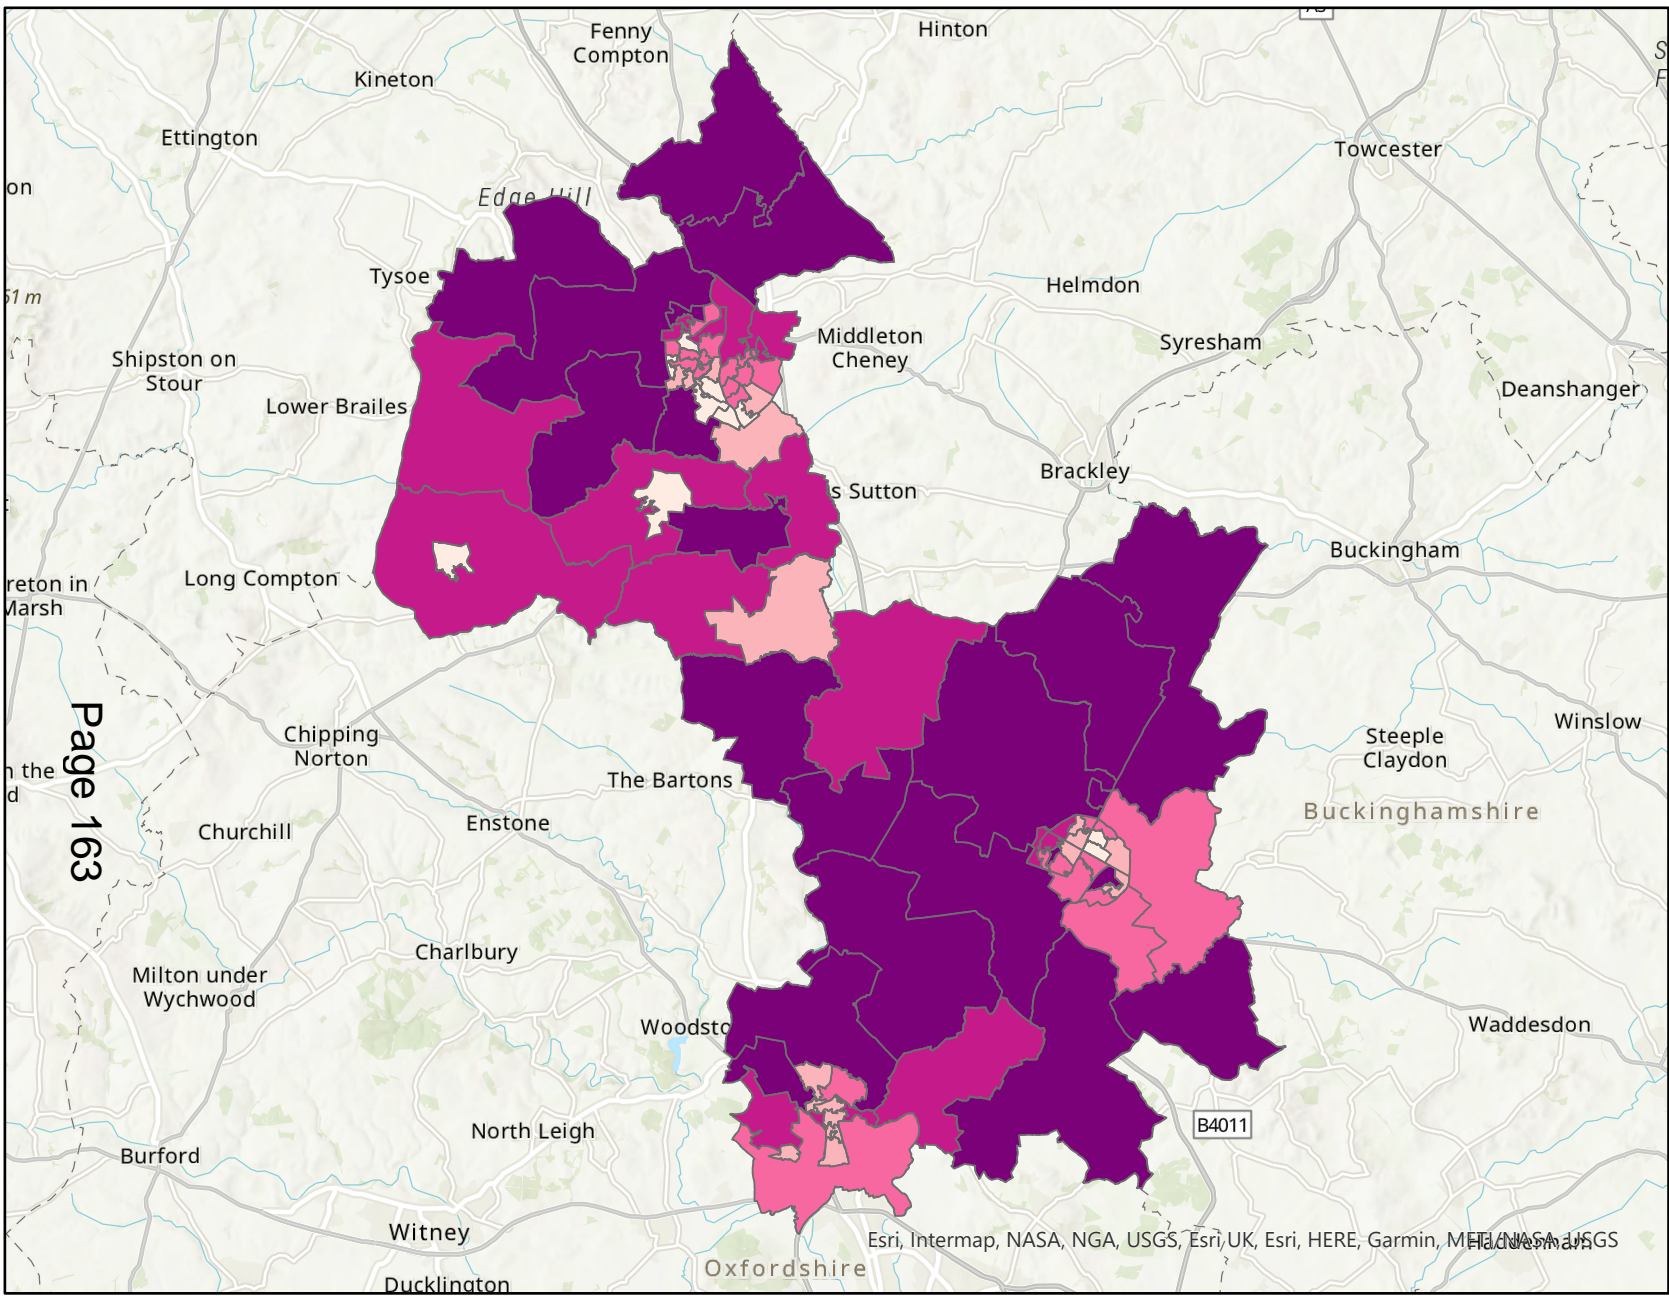 Fenny
Compton
Hinton
Kineton
Ettington
Towcester
on
Edge Hill
Tysoe
51 m
Helmdon
Middleton
Cheney
Syresham
Shipston on
Stour
Deanshanger
Lower Brailes
Brackley
s Sutton
Buckingham
Long Compton
reton in
Marsh
Page 163
Winslow
Chipping
Norton
Steeple
Claydon
n the
d
The Bartons
Buckinghamshire
Enstone
Churchill
Charlbury
Milton under
Wychwood
Woodsto
Waddesdon
North Leigh
B4011
Burford
Witney
Esri, Intermap, NASA, NGA, USGS, Esri UK, Esri, HERE, Garmin, METI/NASA, USGS
Haddenham
Oxfordshire
Ducklington